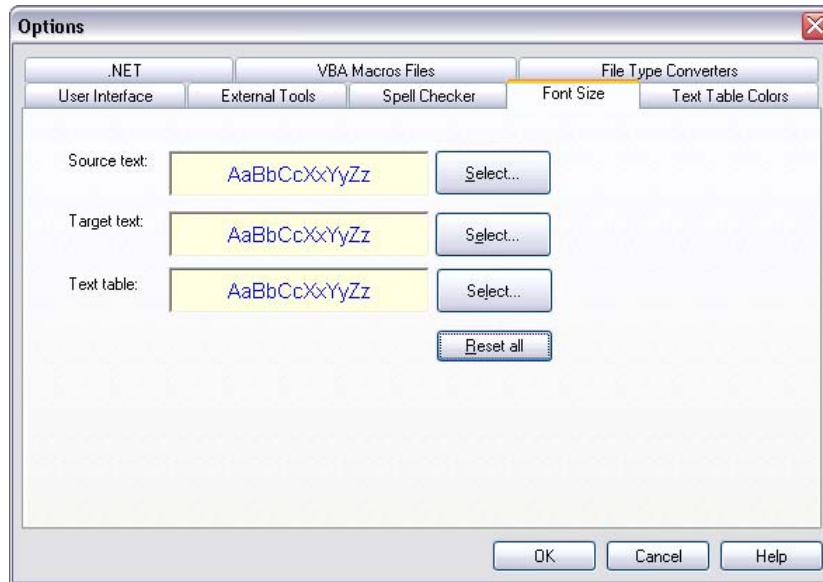 Options
.NET VBA Macros Files File Type Converters
User Interface External Tools Spell Checker Font Size Text Table Colors
Source text: AaBbCcXxYyZz Select...
Target text: AaBbCcXxYyZz Select...
Text table: AaBbCcXxYyZz Select...
Reset all
OK Cancel Help